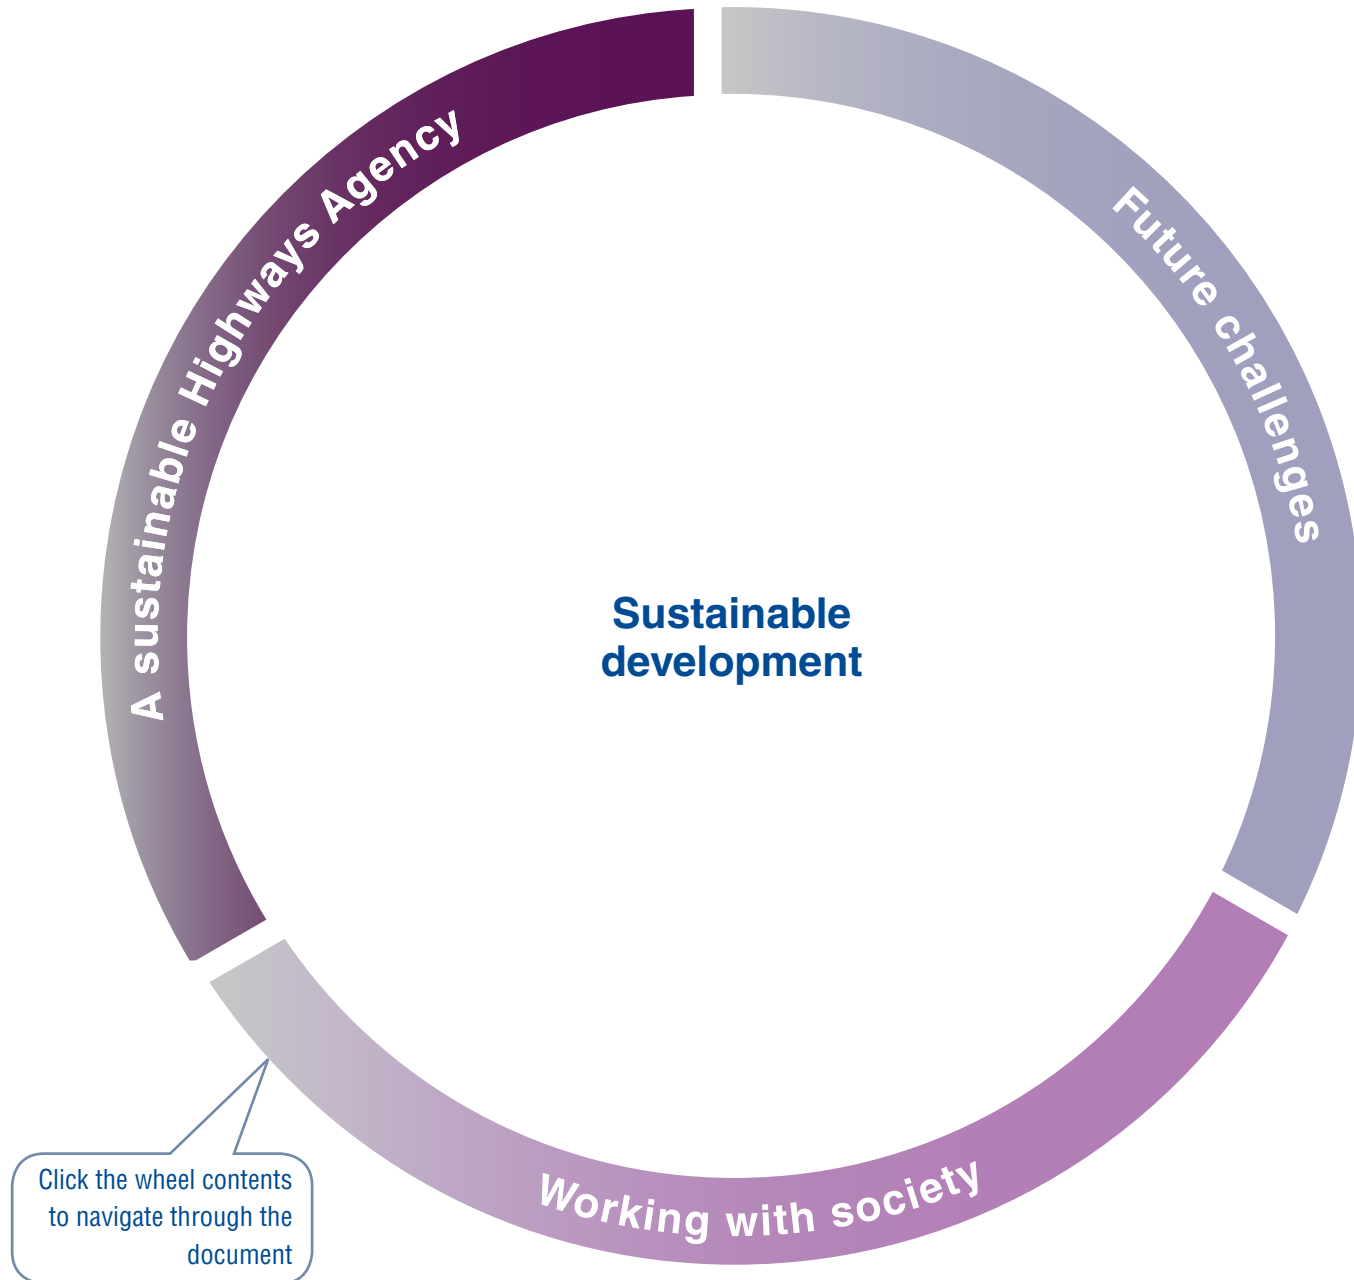 A sustainable Highways Agency
Future challenges
Sustainable
development
Working with society
Click the wheel contents
to navigate through the
document